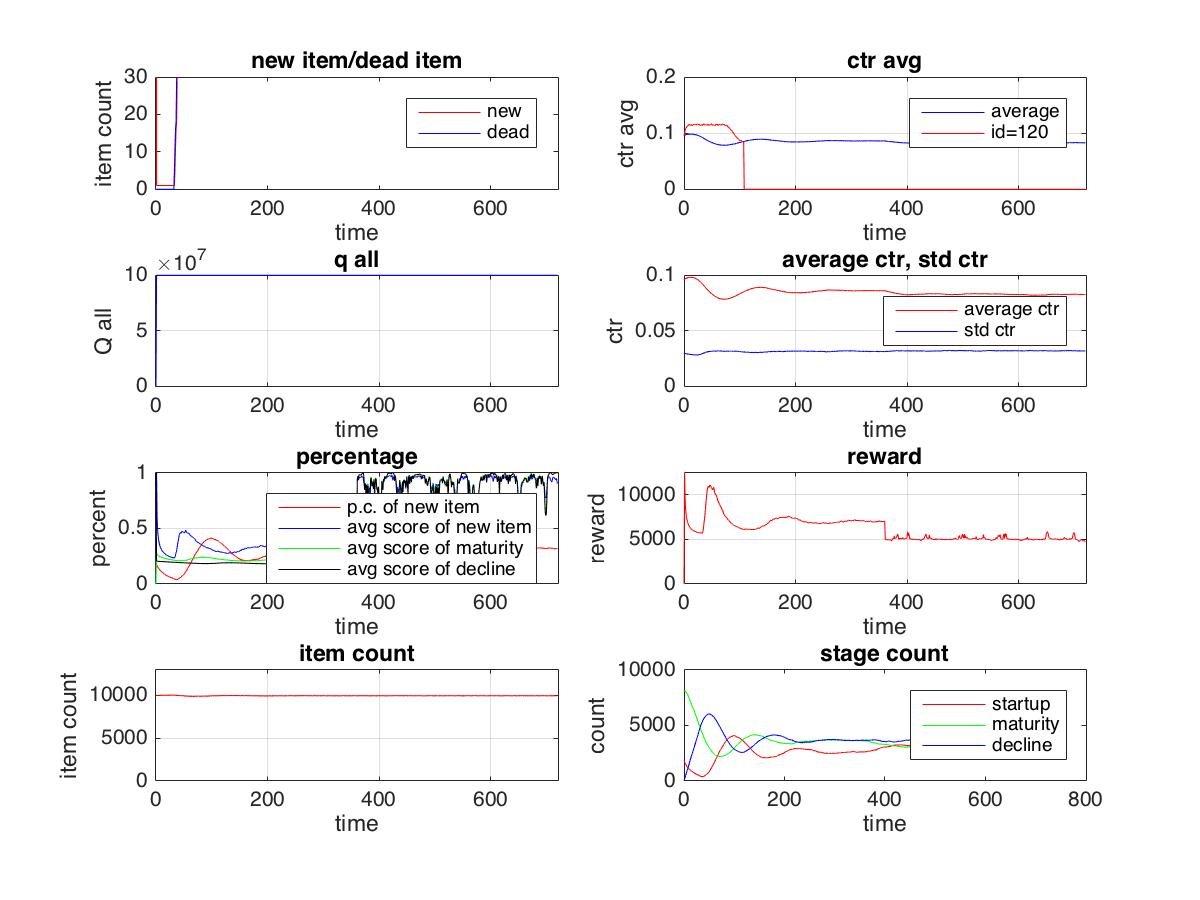 new item/dead item
item count
30
20
10
0
new
dead
0 200 400 600
time
ctr avg
ctr avg
0.2
0.1
0
average
id=120
0 200 400 600
time
q all
×10^7
Q all
10
5
0
0 200 400 600
time
average ctr, std ctr
ctr
0.1
0.05
0
average ctr
std ctr
0 200 400 600
time
percentage
percent
1
0.5
0
p.c. of new item
avg score of new item
avg score of maturity
avg score of decline
0 200 400 600
time
reward
reward
10000
5000
0
0 200 400 600
time
item count
item count
10000
5000
0
0 200 400 600
time
stage count
count
10000
5000
0
startup
maturity
decline
0 200 400 600 800
time